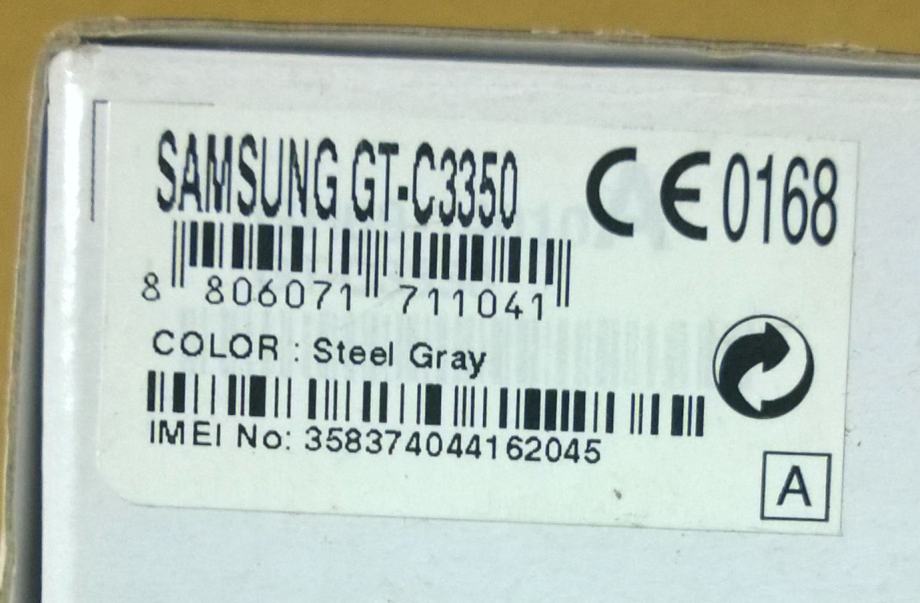 SAMSUNG GT-C3350
CE 0168
8 806071 711041
COLOR : Steel Gray
IMEI No: 358374044162045
A